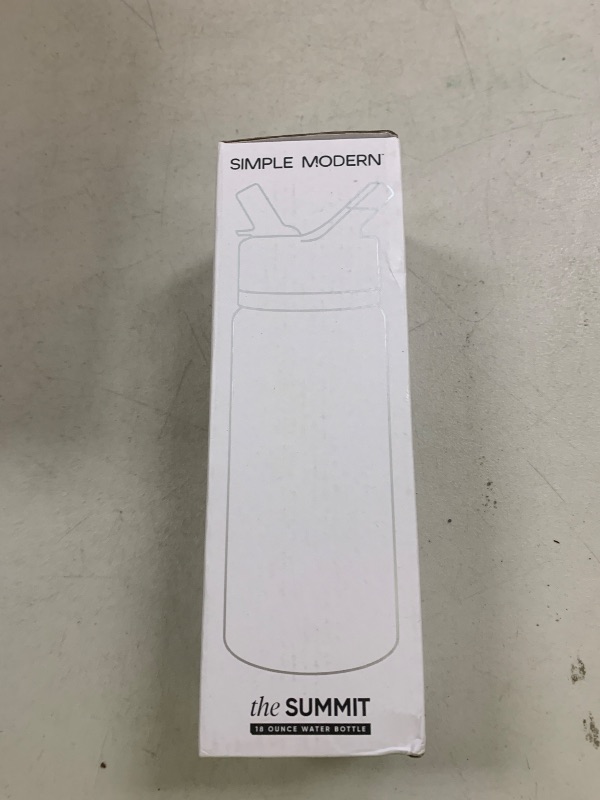 SIMPLE MODERN
the SUMMIT
18 OUNCE WATER BOTTLE